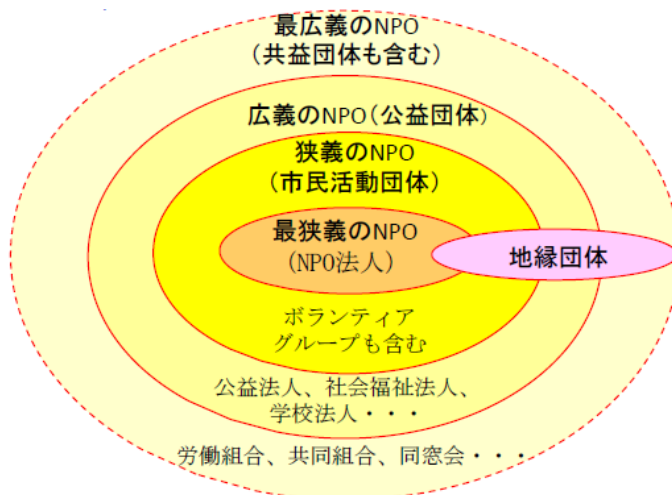 最広義のNPO
（共益団体も含む）
広義のNPO（公益団体）
狭義のNPO
（市民活動団体）
最狭義のNPO
（NPO法人）
地縁団体
ボランティア
グループも含む
公益法人、社会福祉法人、
学校法人・・・
労働組合、共同組合、同窓会・・・